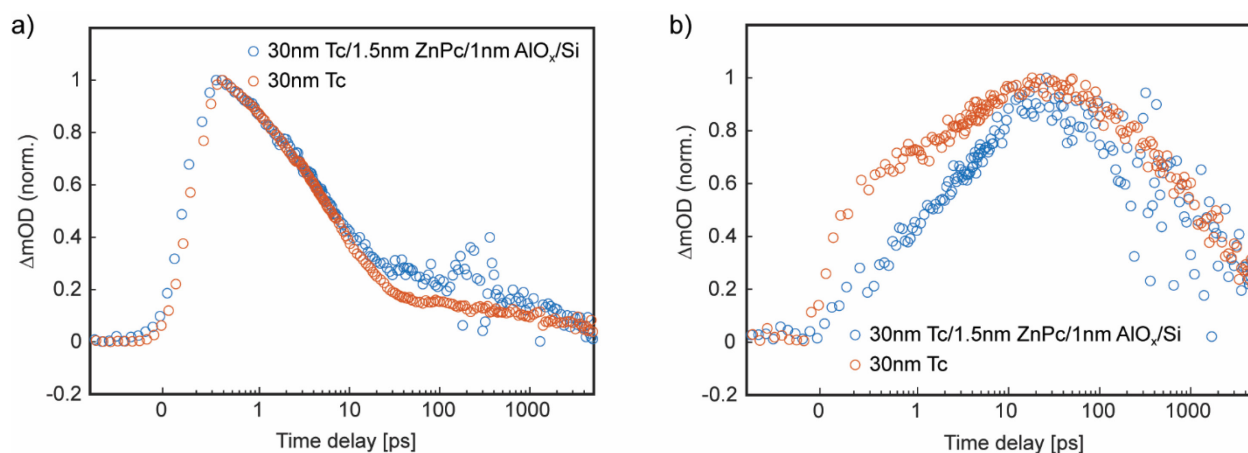 a)
30nm Tc/1.5nm ZnPc/1nm AlOₓ/Si
30nm Tc
1
0.8
0.6
0.4
0.2
0
-0.2
ΔmOD (norm.)
0 1 10 100 1000
Time delay [ps]
b)
1
0.8
0.6
0.4
0.2
0
-0.2
ΔmOD (norm.)
30nm Tc/1.5nm ZnPc/1nm AlOₓ/Si
30nm Tc
0 1 10 100 1000
Time delay [ps]